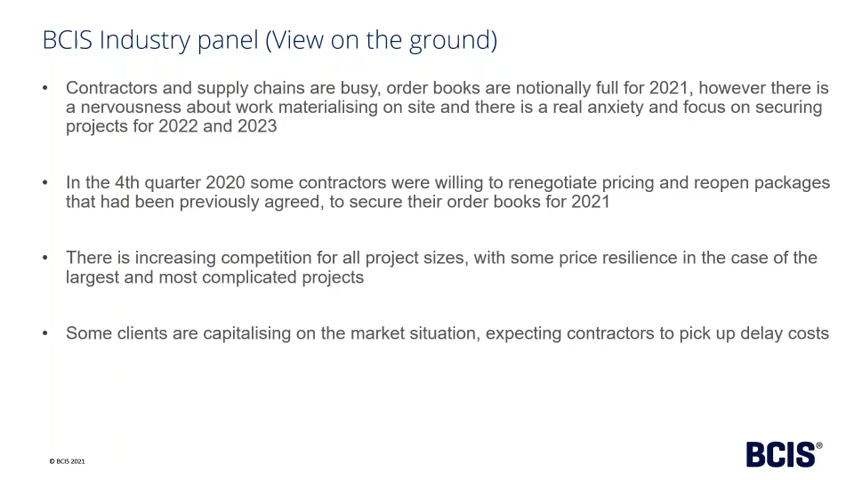 BCIS Industry panel (View on the ground)
• Contractors and supply chains are busy, order books are notionally full for 2021, however there is
a nervousness about work materialising on site and there is a real anxiety and focus on securing
projects for 2022 and 2023
• In the 4th quarter 2020 some contractors were willing to renegotiate pricing and reopen packages
that had been previously agreed, to secure their order books for 2021
• There is increasing competition for all project sizes, with some price resilience in the case of the
largest and most complicated projects
• Some clients are capitalising on the market situation, expecting contractors to pick up delay costs
© BCIS 2021
BCIS®